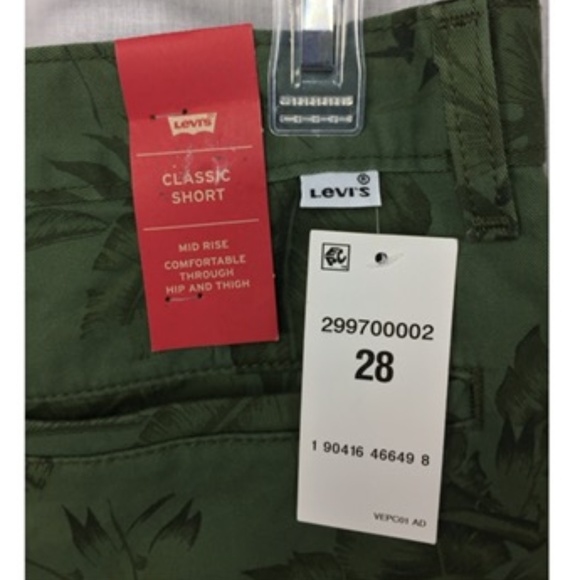 Levi's
CLASSIC
SHORT
MID RISE
COMFORTABLE
THROUGH
HIP AND THIGH
LEVI'S®
299700002
28
1 90416 46649 8
VEPC01 AD